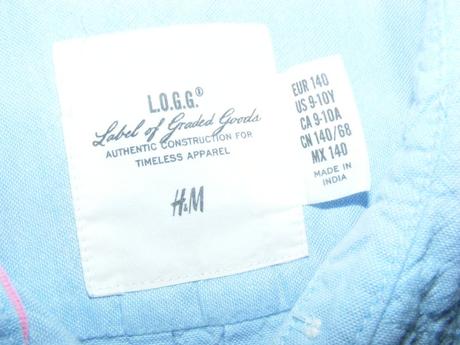 L.O.G.G.®
Label of Graded Goods
AUTHENTIC CONSTRUCTION FOR
TIMELESS APPAREL
H&M
EUR 140
US 9-10Y
CA 9-10A
CN 140/68
MX 140
MADE IN
INDIA